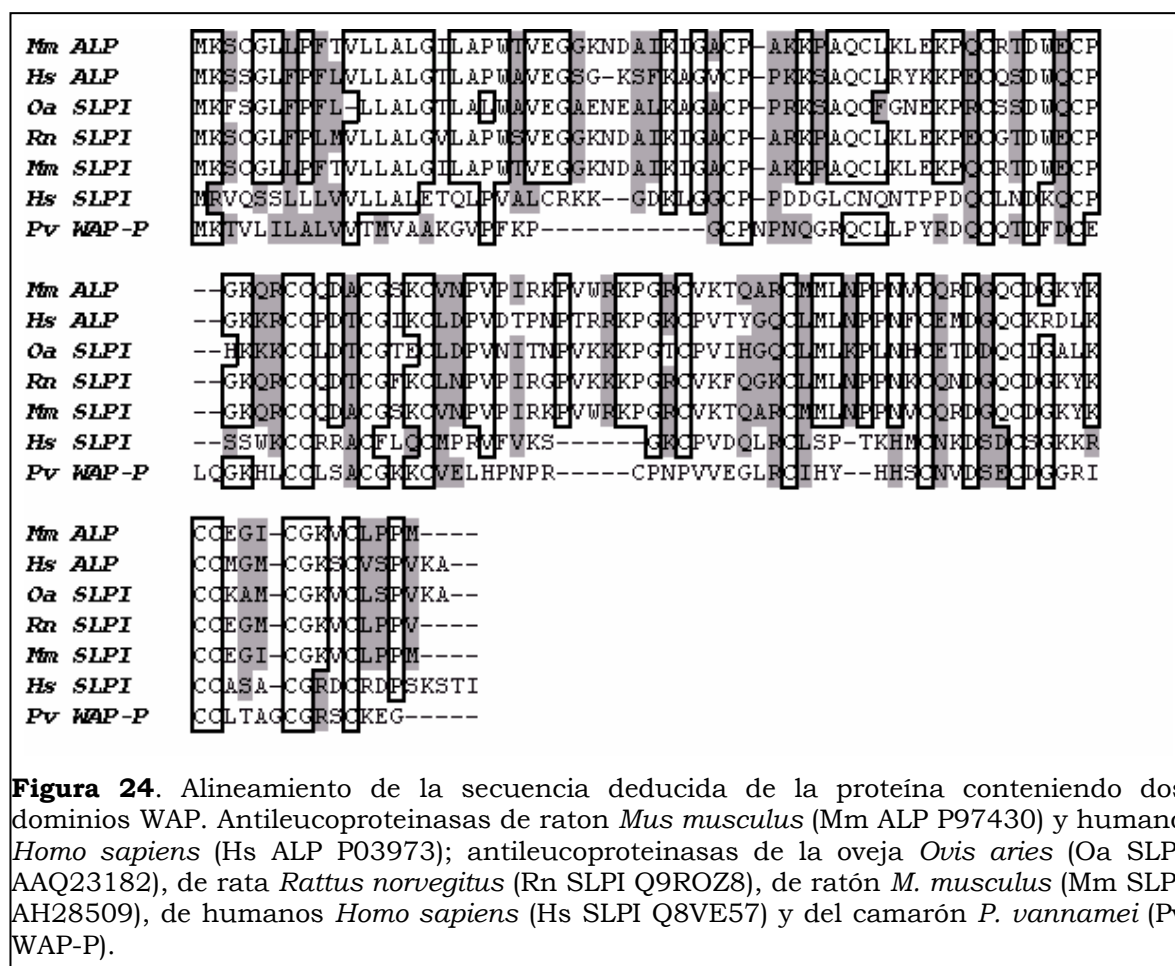 Mm ALP MKSCGLLPFTVLLALGILAPWTVEGGKNDAIKIGACP-AKKPAQCLKLEKPQCRTDWECP
Hs ALP MKSSGLFPFLVLLALGTLAPWAVEGSG-KSFKAGVCP-PKKSAQCLRYKKPECQSDWQCP
Oa SLPI MKFSGLFPFL-LLALGTLALWAVEGAENEALKAGACP-PRKSAQCFGNEKPRCSSDWQCP
Rn SLPI MKSCGLFPLMVLLALGVLAPWSVEGGKNDAIKIGACP-ARKPAQCLKLEKPECGTDWECP
Mm SLPI MKSCGLLPFTVLLALGILAPWTVEGGKNDAIKIGACP-AKKPAQCLKLEKPQCRTDWECP
Hs SLPI MRVQSSLLLVVLLALETQLPVALCRKK--GDKLGGCP-PDDGLCNQNTPPDQCLNDKQCP
Pv WAP-P MKTVLILALVVTMVAAKGVPFKP-----------GCPNPNQGRQCLLPYRDQCQTDFDCE
Mm ALP --GKQRCCQDACGSKCVNPVPIRKPVWRKPGRCVKTQARCMMLNPPNVCQRDGQCDGKYK
Hs ALP --GKKRCCPDTCGIKCLDPVDTPNPTRRKPGKCPVTYGQCLMLNPPNFCEMDGQCKRDLK
Oa SLPI --HKKKCCLDTCGTECLDPVNITNPVKKKPGTCPVIHGQCLMLKPLNHCETDDQCIGALK
Rn SLPI --GKQRCCQDTCGFKCLNPVPIRGPVKKKPGRCVKFQGKCLMLNPPNKCQNDGQCDGKYK
Mm SLPI --GKQRCCQDACGSKCVNPVPIRKPVWRKPGRCVKTQARCMMLNPPNVCQRDGQCDGKYK
Hs SLPI --SSWKCCRRACFLQCMPRVFVKS------GKCPVDQLRCLSP-TKHMCNKDSDCSGKKR
Pv WAP-P LQGKHLCCLSACGKKCVELHPNPR-----CPNPVVEGLRCIHY--HHSCNVDSECDGGRI
Mm ALP CCEGI-CGKVCLPPM----
Hs ALP CCMGM-CGKSCVSPVKA--
Oa SLPI CCKAM-CGKVCLSPVKA--
Rn SLPI CCEGM-CGKVCLPPV----
Mm SLPI CCEGI-CGKVCLPPM----
Hs SLPI CCASA-CGRDCRDPSKSTI
Pv WAP-P CCLTAGCGRSCKEG-----
Figura 24. Alineamiento de la secuencia deducida de la proteína conteniendo dos
dominios WAP. Antileucoproteinasas de raton Mus musculus (Mm ALP P97430) y humano
Homo sapiens (Hs ALP P03973); antileucoproteinasas de la oveja Ovis aries (Oa SLP
AAQ23182), de rata Rattus norvegitus (Rn SLPI Q9ROZ8), de ratón M. musculus (Mm SLP
AH28509), de humanos Homo sapiens (Hs SLPI Q8VE57) y del camarón P. vannamei (Pv
WAP-P).